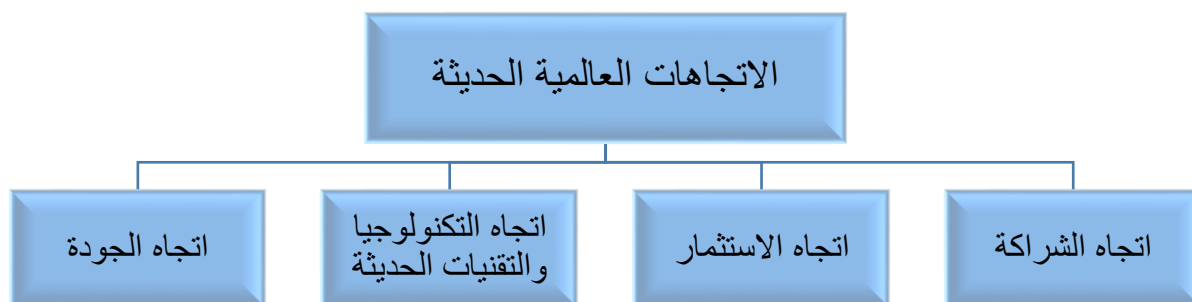 الاتجاهات العالمية الحديثة
اتجاه الشراكة
اتجاه الاستثمار
اتجاه التكنولوجيا
والتقنيات الحديثة
اتجاه الجودة